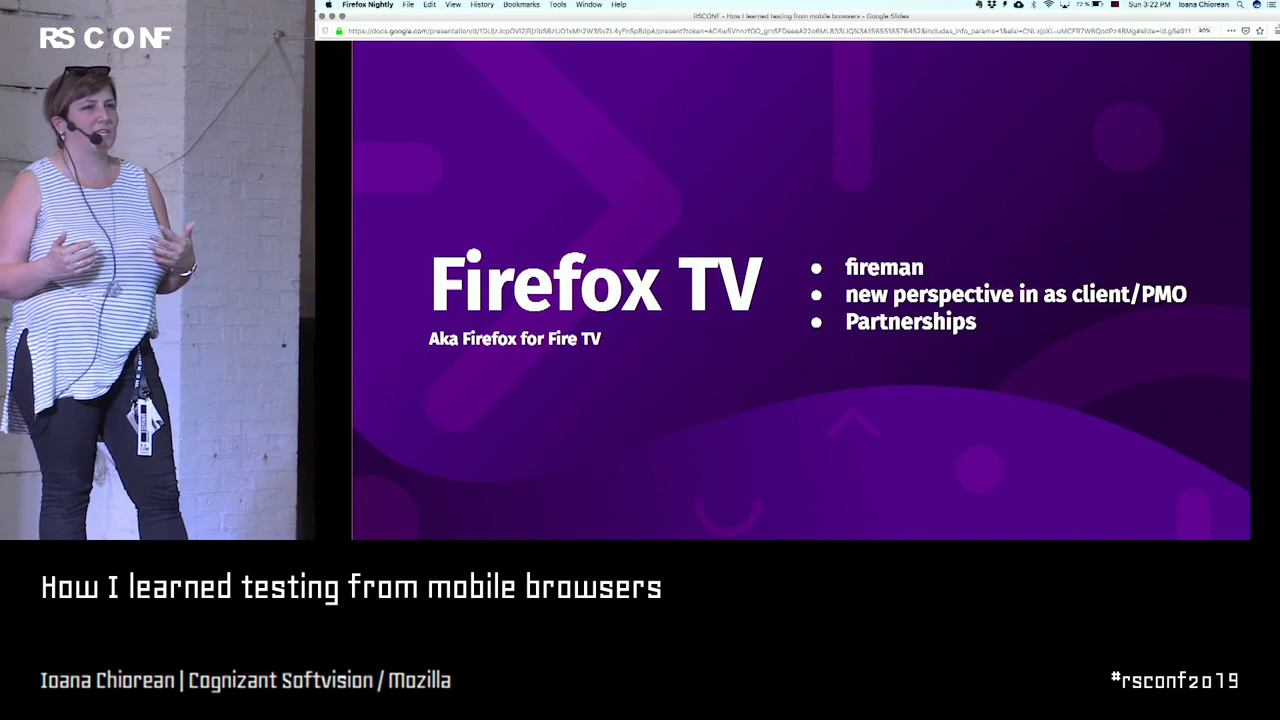 RS CONF
Firefox Nightly File Edit View History Bookmarks Tools Window Help
72 % Sun 3:22 PM Ioana Chiorean
RSCONF - How I learned testing from mobile browsers - Google Slides
80%
Firefox TV
Aka Firefox for Fire TV
● fireman
● new perspective in as client/PMO
● Partnerships
How I learned testing from mobile browsers
Ioana Chiorean | Cognizant Softvision / Mozilla
#rsconf2019